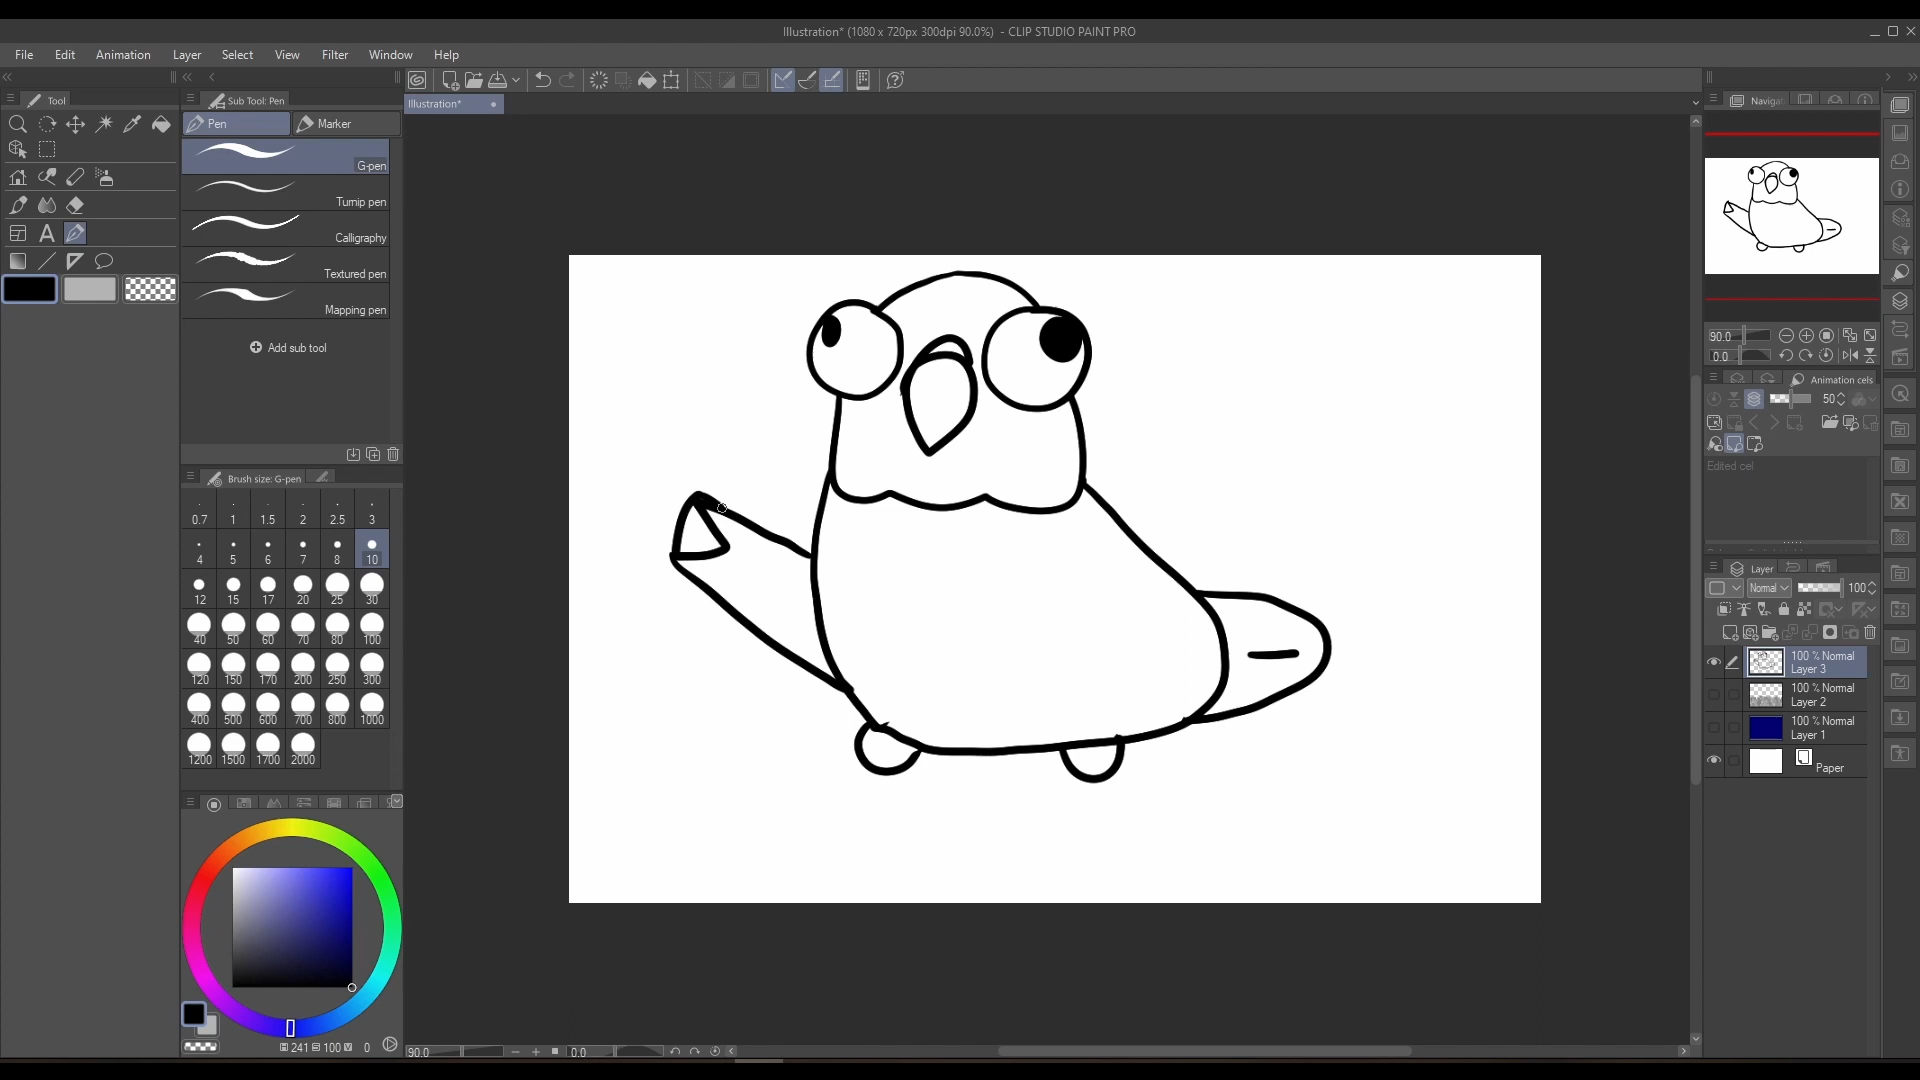 Illustration* (1080 x 720px 300dpi 90.0%) - CLIP STUDIO PAINT PRO
File Edit Animation Layer Select View Filter Window Help
Tool
Sub Tool: Pen
Illustration*
Pen
Marker
G-pen
Turnip pen
Calligraphy
Textured pen
Mapping pen
Add sub tool
Brush size: G-pen
0.7 1 1.5 2 2.5 3
4 5 6 7 8 10
12 15 17 20 25 30
40 50 60 70 80 100
120 150 170 200 250 300
400 500 600 700 800 1000
1200 1500 1700 2000
241 100 0
90.0 0.0
Navigat
90.0
0.0
Animation cels
50
Edited cel
Layer
Normal 100
100 % Normal
Layer 3
100 % Normal
Layer 2
100 % Normal
Layer 1
Paper